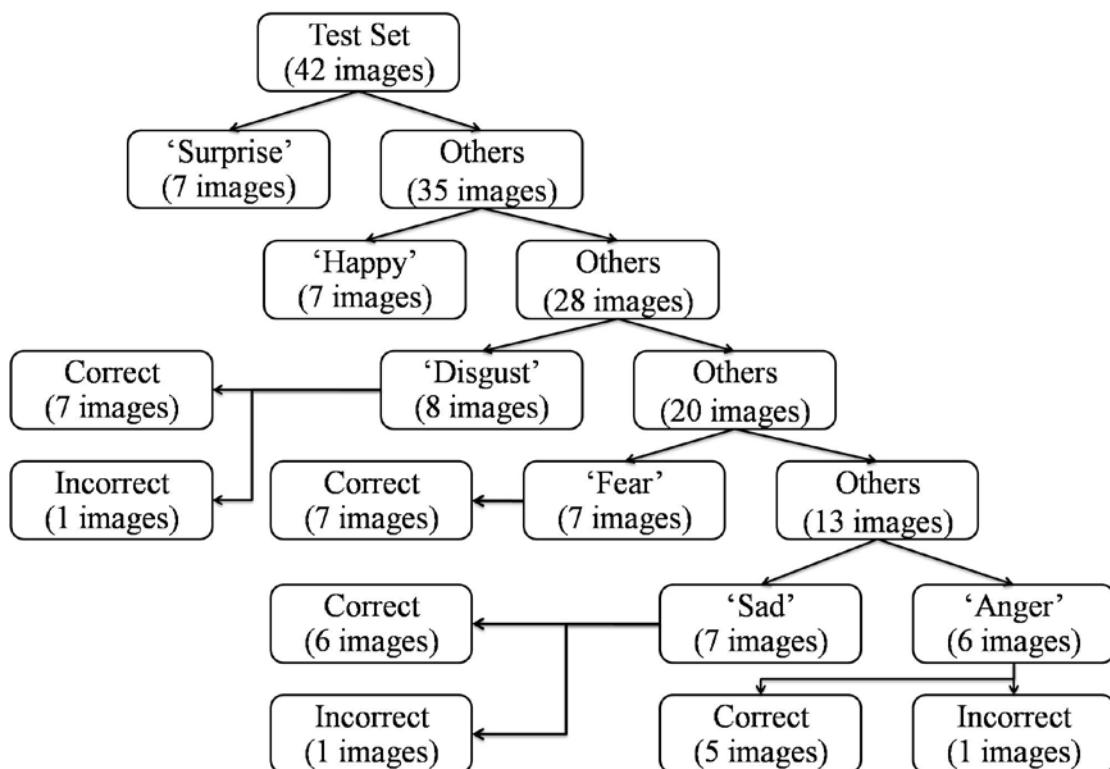 Test Set
(42 images)
‘Surprise’
(7 images)
Others
(35 images)
‘Happy’
(7 images)
Others
(28 images)
Correct
(7 images)
‘Disgust’
(8 images)
Others
(20 images)
Incorrect
(1 images)
Correct
(7 images)
‘Fear’
(7 images)
Others
(13 images)
Correct
(6 images)
‘Sad’
(7 images)
‘Anger’
(6 images)
Incorrect
(1 images)
Correct
(5 images)
Incorrect
(1 images)